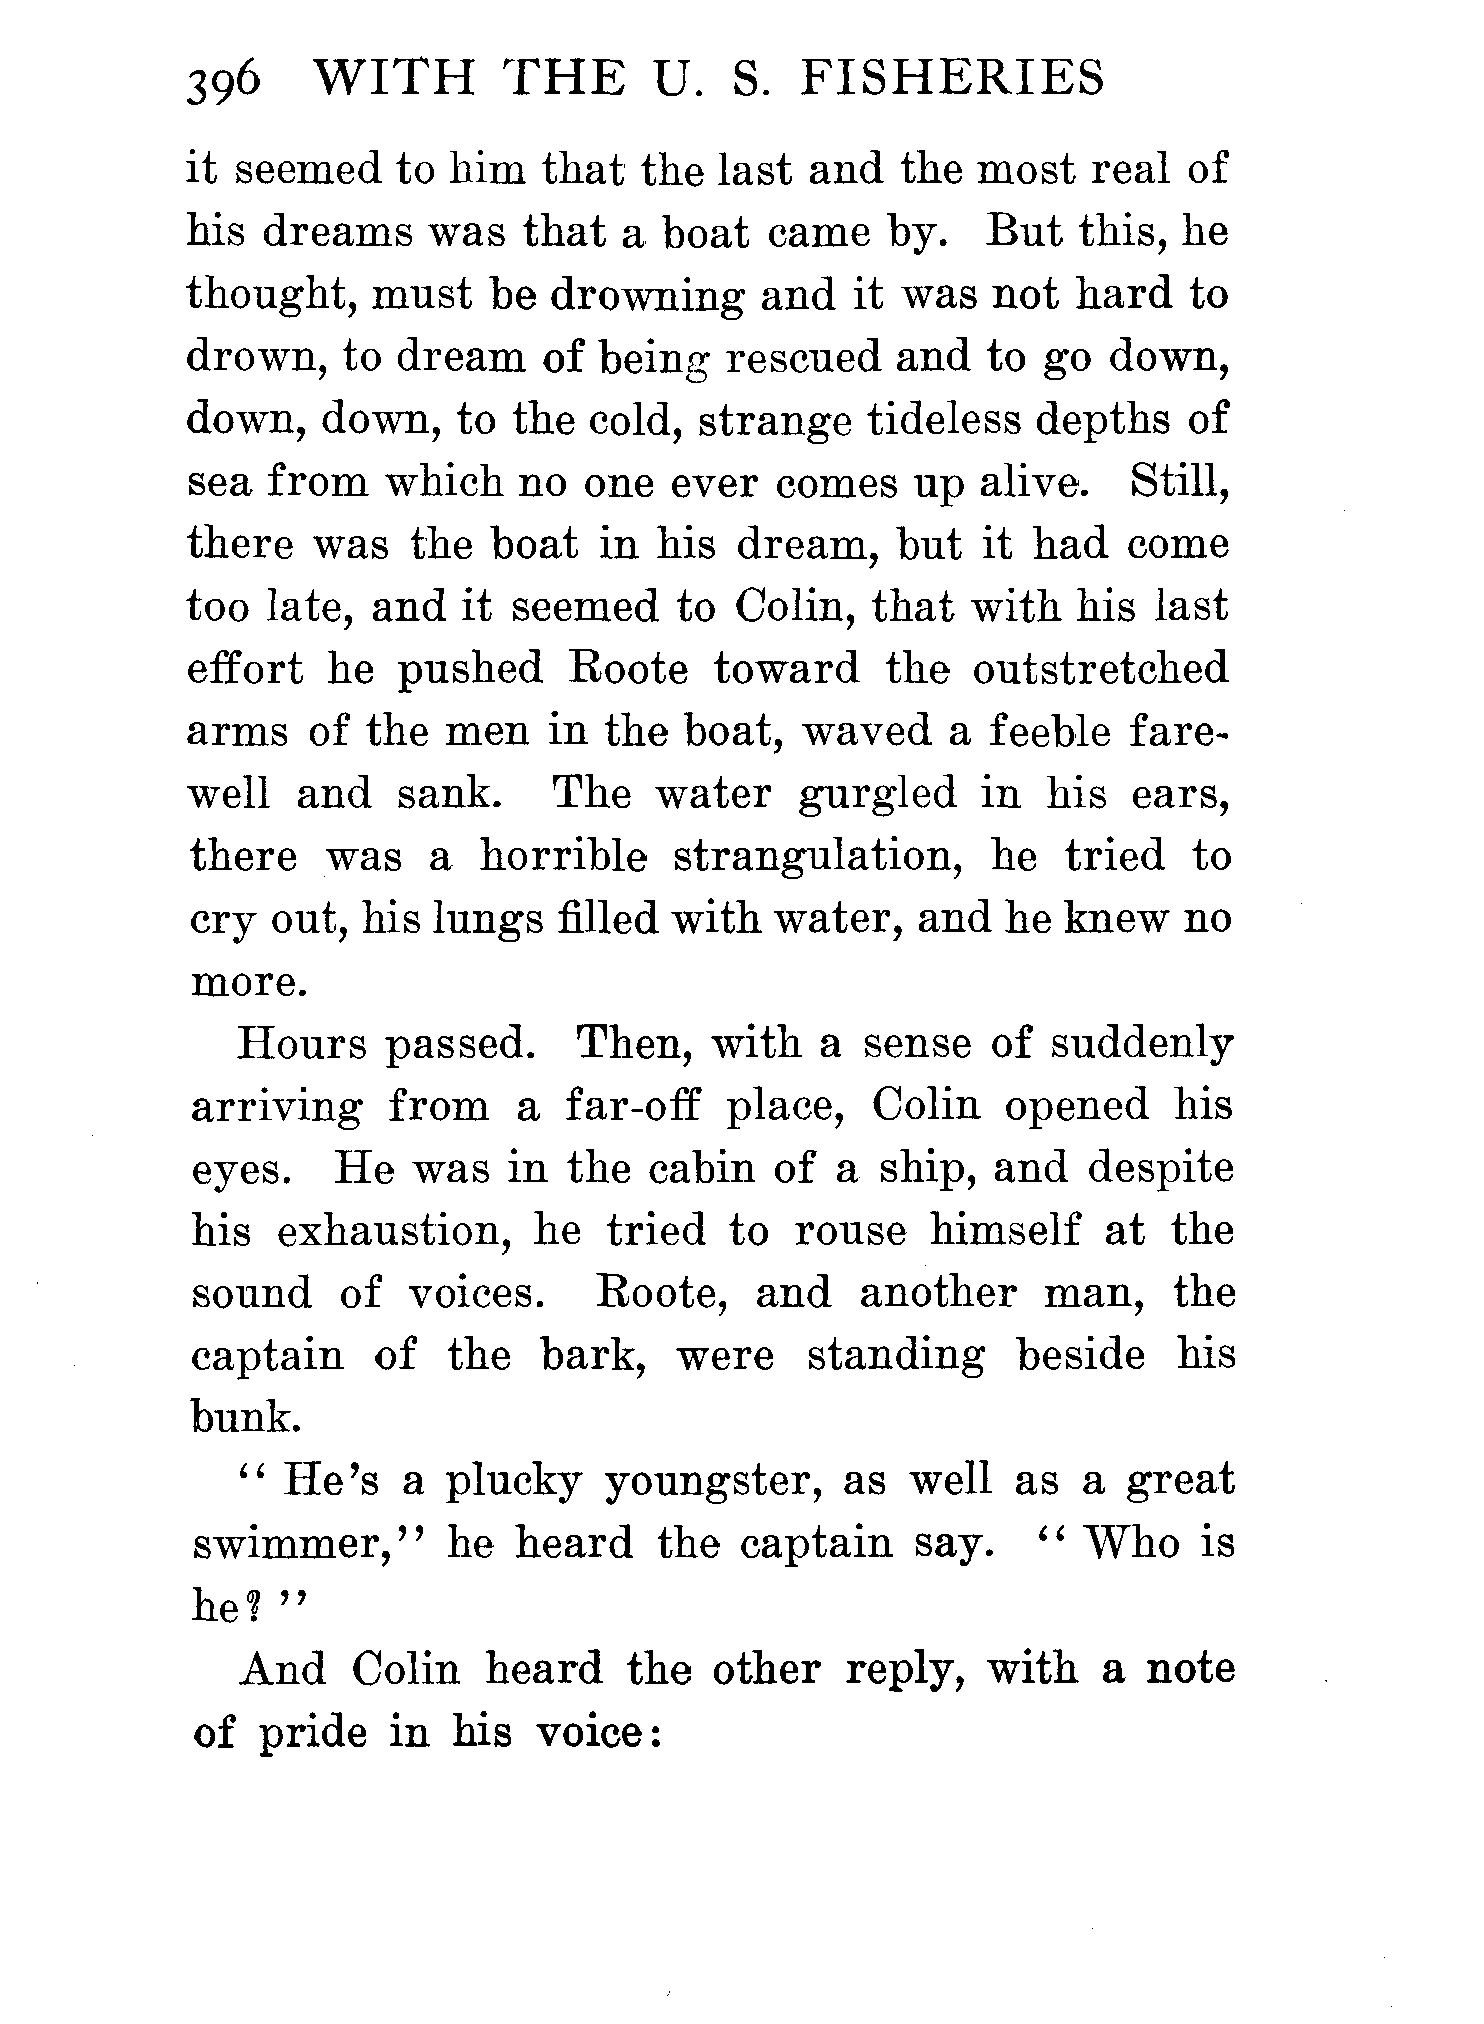 396 WITH THE U. S. FISHERIES
it seemed to him that the last and the most real of
his dreams was that a boat came by. But this, he
thought, must be drowning and it was not hard to
drown, to dream of being rescued and to go down,
down, down, to the cold, strange tideless depths of
sea from which no one ever comes up alive. Still,
there was the boat in his dream, but it had come
too late, and it seemed to Colin, that with his last
effort he pushed Roote toward the outstretched
arms of the men in the boat, waved a feeble fare-
well and sank. The water gurgled in his ears,
there was a horrible strangulation, he tried to
cry out, his lungs filled with water, and he knew no
more.
Hours passed. Then, with a sense of suddenly
arriving from a far-off place, Colin opened his
eyes. He was in the cabin of a ship, and despite
his exhaustion, he tried to rouse himself at the
sound of voices. Roote, and another man, the
captain of the bark, were standing beside his
bunk.
“ He’s a plucky youngster, as well as a great
swimmer,” he heard the captain say. “ Who is
he? ”
And Colin heard the other reply, with a note
of pride in his voice: